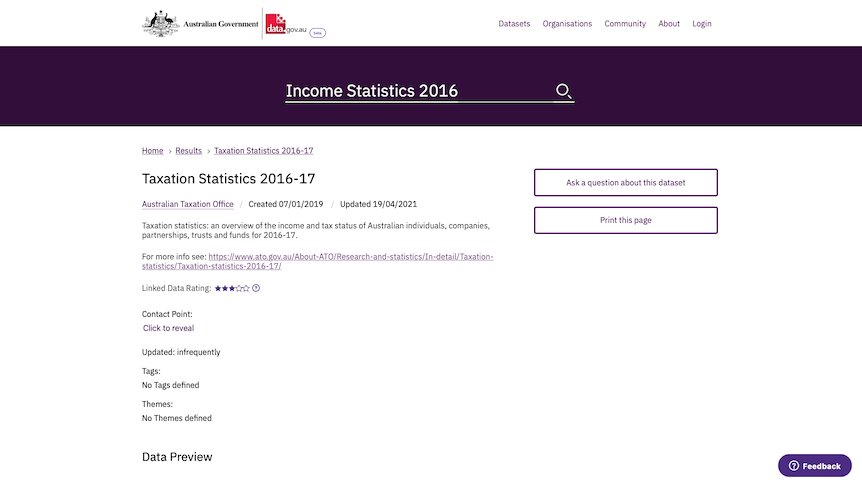 Australian Government
data.gov.au
BETA
Datasets
Organisations
Community
About
Login
Income Statistics 2016
Home › Results › Taxation Statistics 2016-17
Taxation Statistics 2016-17
Australian Taxation Office / Created 07/01/2019 / Updated 19/04/2021
Taxation statistics: an overview of the income and tax status of Australian individuals, companies,
partnerships, trusts and funds for 2016-17.
For more info see: https://www.ato.gov.au/About-ATO/Research-and-statistics/In-detail/Taxation-
statistics/Taxation-statistics-2016-17/
Linked Data Rating:
Contact Point:
Click to reveal
Updated: infrequently
Tags:
No Tags defined
Themes:
No Themes defined
Data Preview
Ask a question about this dataset
Print this page
Feedback